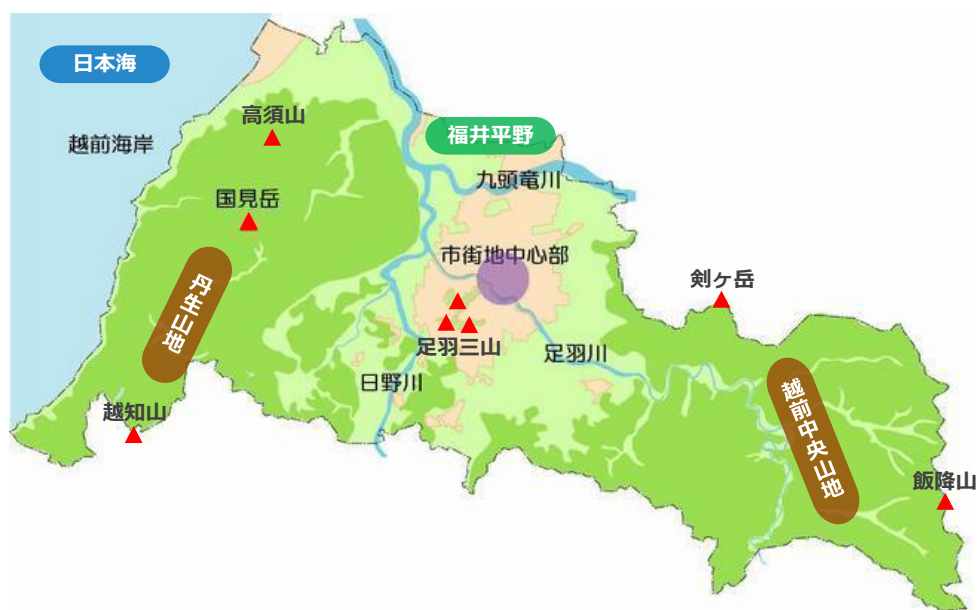 日本海
高須山
越前海岸
福井平野
九頭竜川
国見岳
市街地中心部
丹生山地
剣ヶ岳
足羽三山
足羽川
日野川
越前中央山地
越知山
飯降山